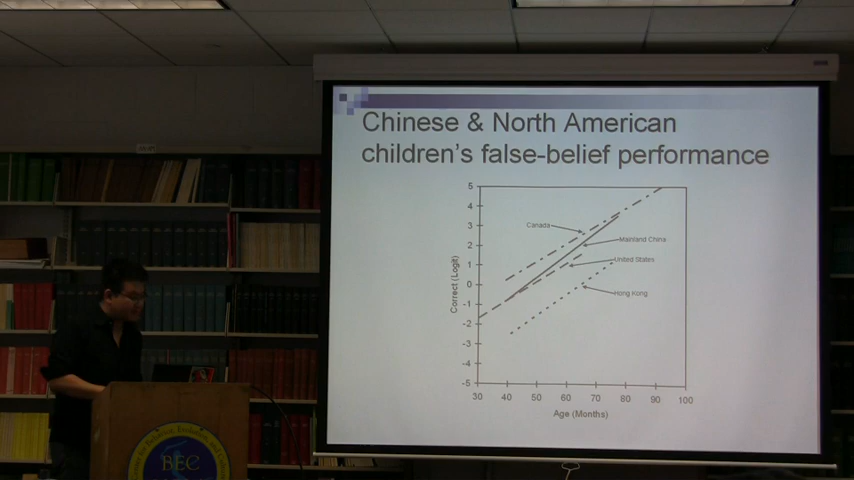 Chinese & North American
children's false-belief performance
5
4
3
2
1
0
-1
-2
-3
-4
-5
Correct (Logit)
Canada
Mainland China
United States
Hong Kong
30 40 50 60 70 80 90 100
Age (Months)
BEC